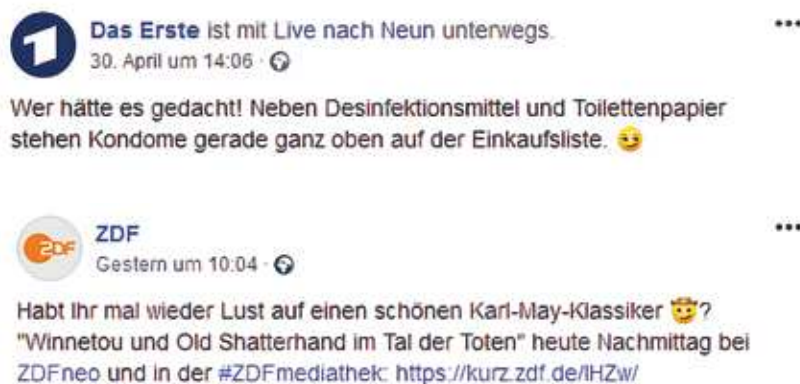 Das Erste ist mit Live nach Neun unterwegs.
30. April um 14:06 ·
Wer hätte es gedacht! Neben Desinfektionsmittel und Toilettenpapier
stehen Kondome gerade ganz oben auf der Einkaufsliste. 😏
ZDF
ZDF
Gestern um 10:04 ·
Habt Ihr mal wieder Lust auf einen schönen Karl-May-Klassiker 🤠?
"Winnetou und Old Shatterhand im Tal der Toten" heute Nachmittag bei
ZDFneo und in der #ZDFmediathek: https://kurz.zdf.de/IHZw/